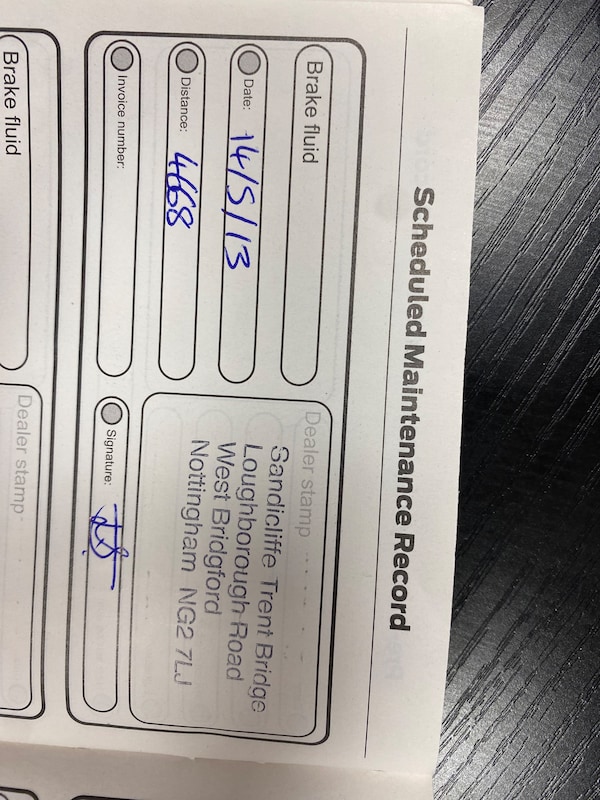 Scheduled Maintenance Record
Brake fluid
Date: 14/5/13
Distance: 4668
Invoice number:
Dealer stamp
Sandicliffe Trent Bridge
Loughborough Road
West Bridgford
Nottingham NG2 7LJ
Signature:
Brake fluid
Dealer stamp